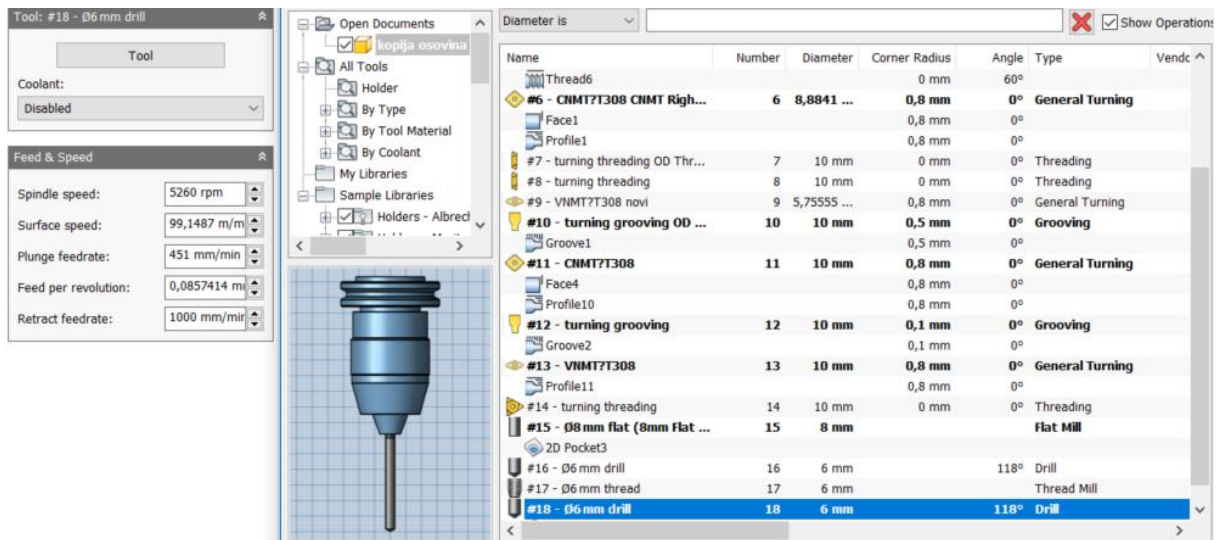 Tool: #18 - Ø6 mm drill
Tool
Coolant:
Disabled
Feed & Speed
Spindle speed: 5260 rpm
Surface speed: 99,1487 m/m
Plunge feedrate: 451 mm/min
Feed per revolution: 0,0857414 m
Retract feedrate: 1000 mm/mir
Open Documents
kopija osovina
All Tools
Holder
By Type
By Tool Material
By Coolant
My Libraries
Sample Libraries
Holders - Albrecl
Diameter is
Show Operations
Name Number Diameter Corner Radius Angle Type Vendc
Thread6 0 mm 60°
#6 - CNMT?T308 CNMT Righ... 6 8,8841 ... 0,8 mm 0° General Turning
Face1 0,8 mm 0°
Profile1 0,8 mm 0°
#7 - turning threading OD Thr... 7 10 mm 0 mm 0° Threading
#8 - turning threading 8 10 mm 0 mm 0° Threading
#9 - VNMT?T308 novi 9 5,75555 ... 0,8 mm 0° General Turning
#10 - turning grooving OD ... 10 10 mm 0,5 mm 0° Grooving
Groove1 0,5 mm 0°
#11 - CNMT?T308 11 10 mm 0,8 mm 0° General Turning
Face4 0,8 mm 0°
Profile10 0,8 mm 0°
#12 - turning grooving 12 10 mm 0,1 mm 0° Grooving
Groove2 0,1 mm 0°
#13 - VNMT?T308 13 10 mm 0,8 mm 0° General Turning
Profile11 0,8 mm 0°
#14 - turning threading 14 10 mm 0 mm 0° Threading
#15 - Ø8 mm flat (8mm Flat ... 15 8 mm Flat Mill
2D Pocket3
#16 - Ø6 mm drill 16 6 mm 118° Drill
#17 - Ø6 mm thread 17 6 mm Thread Mill
#18 - Ø6 mm drill 18 6 mm 118° Drill